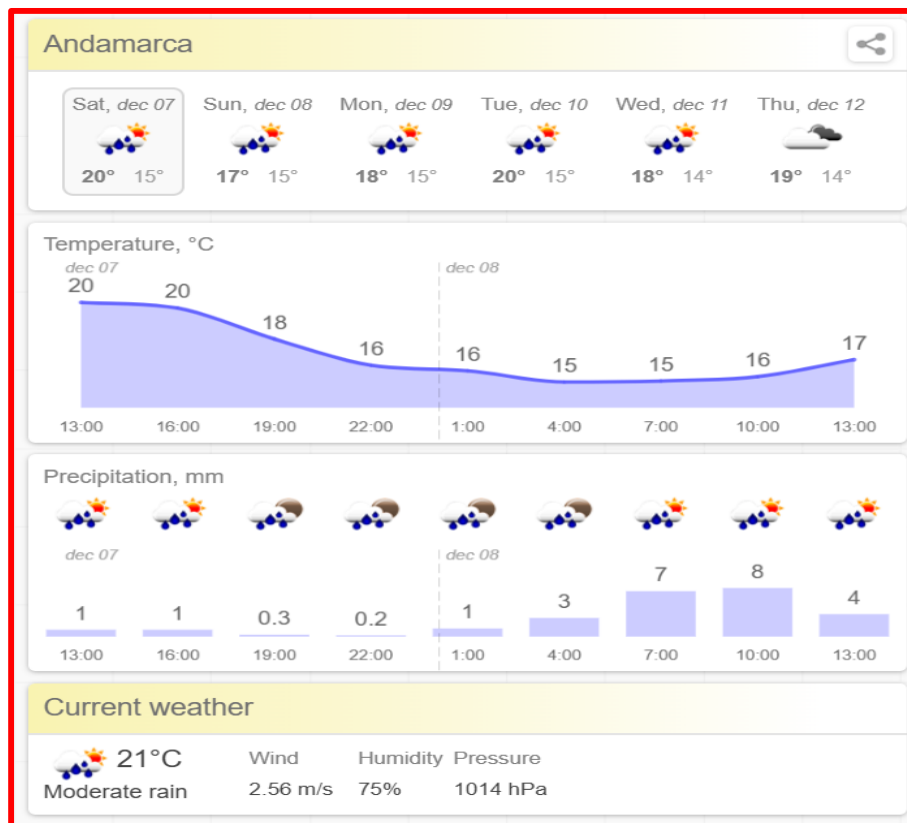 Andamarca
Sat, dec 07 Sun, dec 08 Mon, dec 09 Tue, dec 10 Wed, dec 11 Thu, dec 12
20° 15° 17° 15° 18° 15° 20° 15° 18° 14° 19° 14°
Temperature, °C
dec 07 dec 08
20 20 18 16 16 15 15 16 17
13:00 16:00 19:00 22:00 1:00 4:00 7:00 10:00 13:00
Precipitation, mm
dec 07 dec 08
1 1 0.3 0.2 1 3 7 8 4
13:00 16:00 19:00 22:00 1:00 4:00 7:00 10:00 13:00
Current weather
21°C Wind Humidity Pressure
Moderate rain 2.56 m/s 75% 1014 hPa